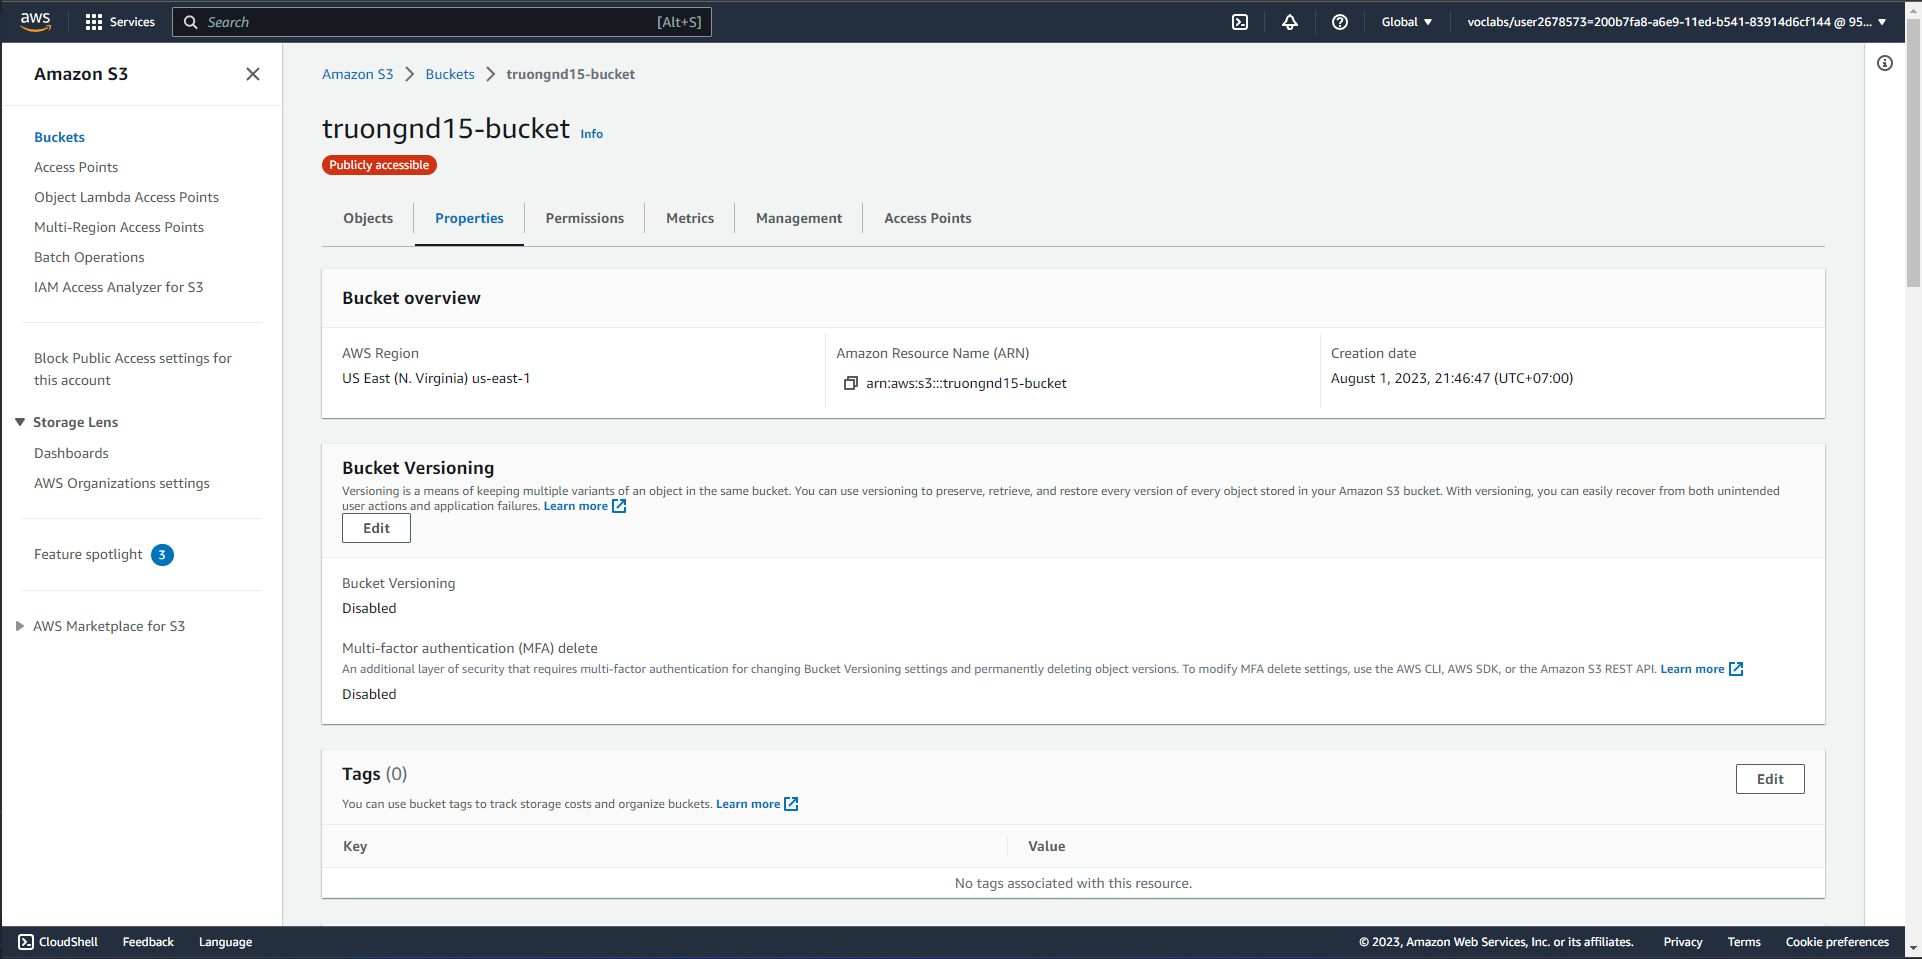 aws Services Search [Alt+S] Global voclabs/user2678573=200b7fa8-a6e9-11ed-b541-83914d6cf144 @ 95...
Amazon S3
Buckets
Access Points
Object Lambda Access Points
Multi-Region Access Points
Batch Operations
IAM Access Analyzer for S3
Block Public Access settings for
this account
Storage Lens
Dashboards
AWS Organizations settings
Feature spotlight 3
AWS Marketplace for S3
Amazon S3 Buckets truongnd15-bucket
truongnd15-bucket Info
Publicly accessible
Objects Properties Permissions Metrics Management Access Points
Bucket overview
AWS Region
US East (N. Virginia) us-east-1
Amazon Resource Name (ARN)
arn:aws:s3:::truongnd15-bucket
Creation date
August 1, 2023, 21:46:47 (UTC+07:00)
Bucket Versioning
Versioning is a means of keeping multiple variants of an object in the same bucket. You can use versioning to preserve, retrieve, and restore every version of every object stored in your Amazon S3 bucket. With versioning, you can easily recover from both unintended
user actions and application failures. Learn more
Edit
Bucket Versioning
Disabled
Multi-factor authentication (MFA) delete
An additional layer of security that requires multi-factor authentication for changing Bucket Versioning settings and permanently deleting object versions. To modify MFA delete settings, use the AWS CLI, AWS SDK, or the Amazon S3 REST API. Learn more
Disabled
Tags (0)
Edit
You can use bucket tags to track storage costs and organize buckets. Learn more
Key Value
No tags associated with this resource.
CloudShell Feedback Language © 2023, Amazon Web Services, Inc. or its affiliates. Privacy Terms Cookie preferences